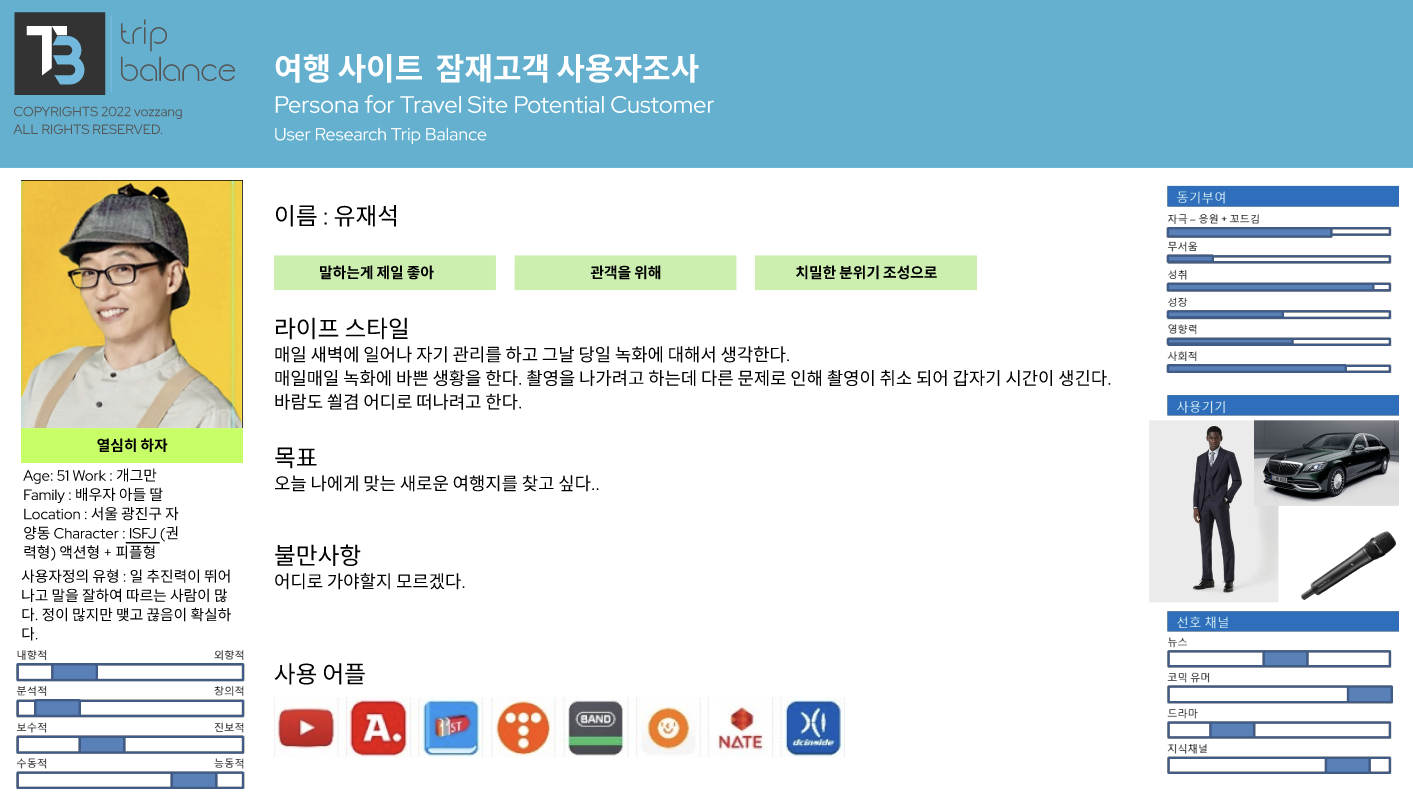 TB
trip
balance
COPYRIGHTS 2022 vozzang
ALL RIGHTS RESERVED.
여행 사이트 잠재고객 사용자조사
Persona for Travel Site Potential Customer
User Research Trip Balance
열심히 하자
Age: 51 Work : 개그만
Family : 배우자 아들 딸
Location : 서울 광진구 자
양동 Character : ISFJ (권
력형) 액션형 + 피플형
사용자정의 유형 : 일 추진력이 뛰어
나고 말을 잘하여 따르는 사람이 많
다. 정이 많지만 맺고 끊음이 확실하
다.
내향적 외향적
분석적 창의적
보수적 진보적
수동적 능동적
이름 : 유재석
말하는게 제일 좋아
관객을 위해
치밀한 분위기 조성으로
라이프 스타일
매일 새벽에 일어나 자기 관리를 하고 그날 당일 녹화에 대해서 생각한다.
매일매일 녹화에 바쁜 생황을 한다. 촬영을 나가려고 하는데 다른 문제로 인해 촬영이 취소 되어 갑자기 시간이 생긴다.
바람도 쐴겸 어디로 떠나려고 한다.
목표
오늘 나에게 맞는 새로운 여행지를 찾고 싶다..
불만사항
어디로 가야할지 모르겠다.
사용 어플
A.
11ST
BAND
NATE
dcinside
동기부여
자극 – 응원 + 꼬드김
무서움
성취
성장
영향력
사회적
사용기기
선호 채널
뉴스
코믹 유머
드라마
지식채널